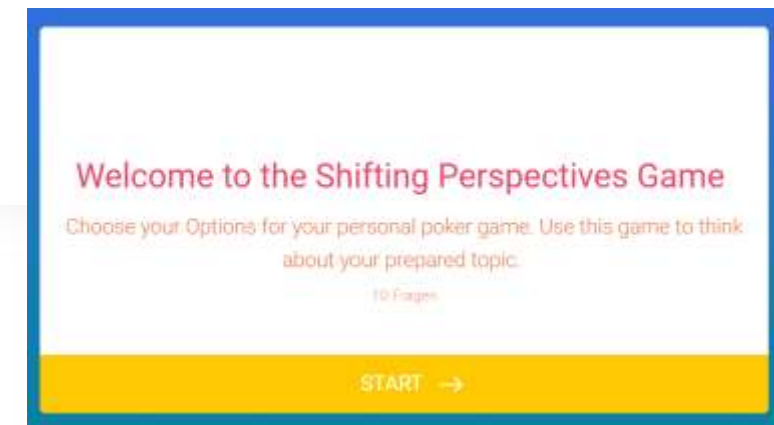 Welcome to the Shifting Perspectives Game
Choose your Options for your personal poker game. Use this game to think
about your prepared topic.
10 Fragen
START